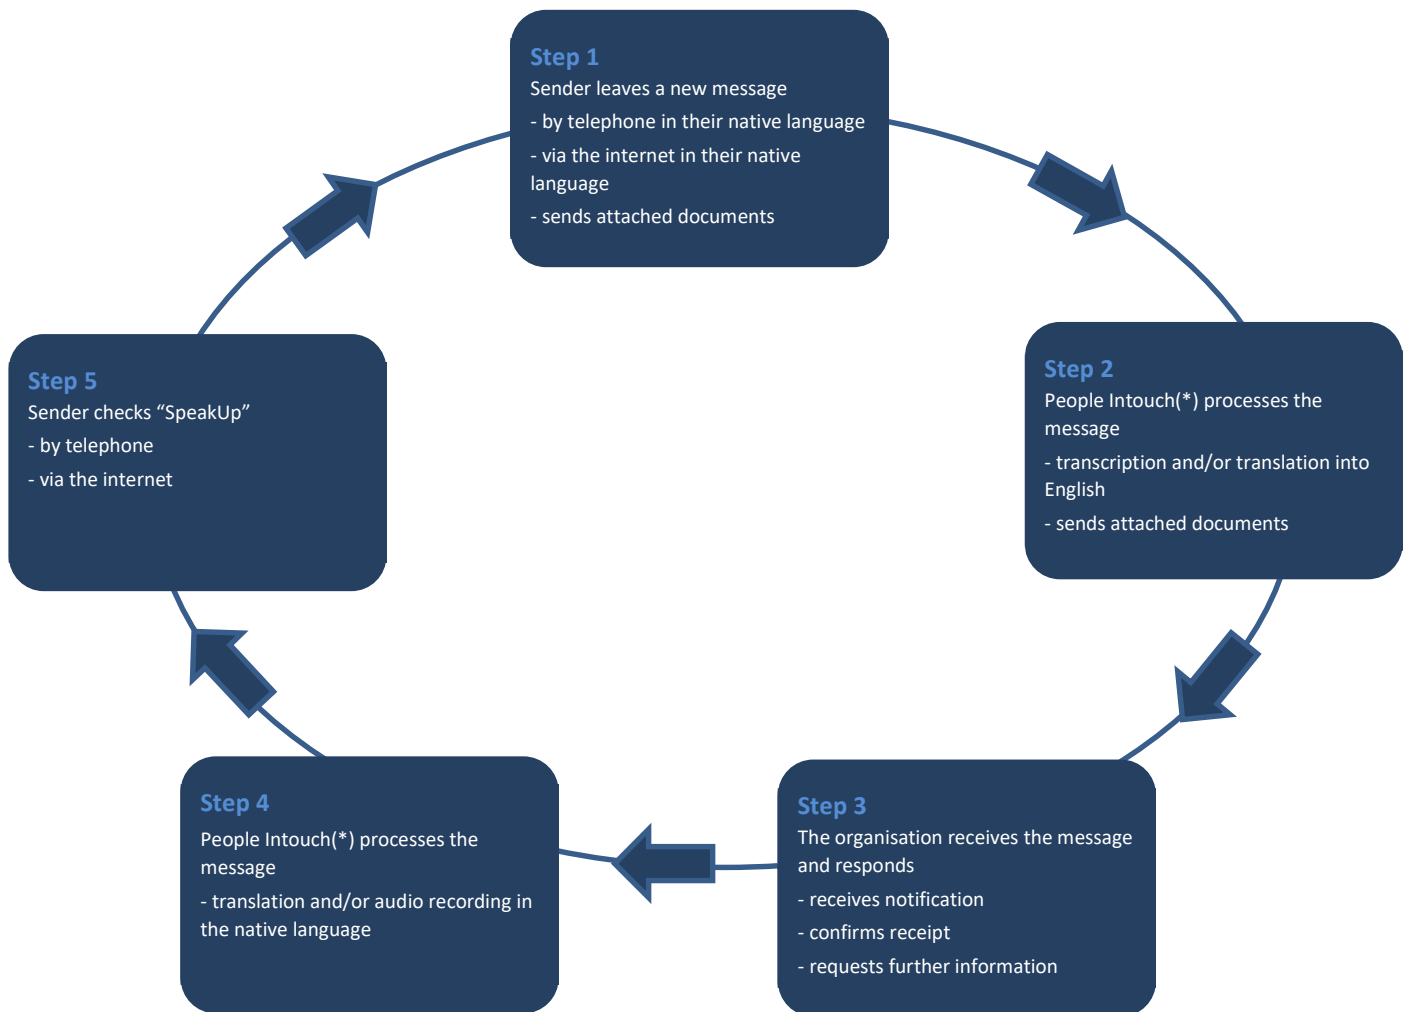 Step 1
Sender leaves a new message
- by telephone in their native language
- via the internet in their native
language
- sends attached documents
Step 2
People Intouch(*) processes the
message
- transcription and/or translation into
English
- sends attached documents
Step 3
The organisation receives the message
and responds
- receives notification
- confirms receipt
- requests further information
Step 4
People Intouch(*) processes the
message
- translation and/or audio recording in
the native language
Step 5
Sender checks “SpeakUp”
- by telephone
- via the internet